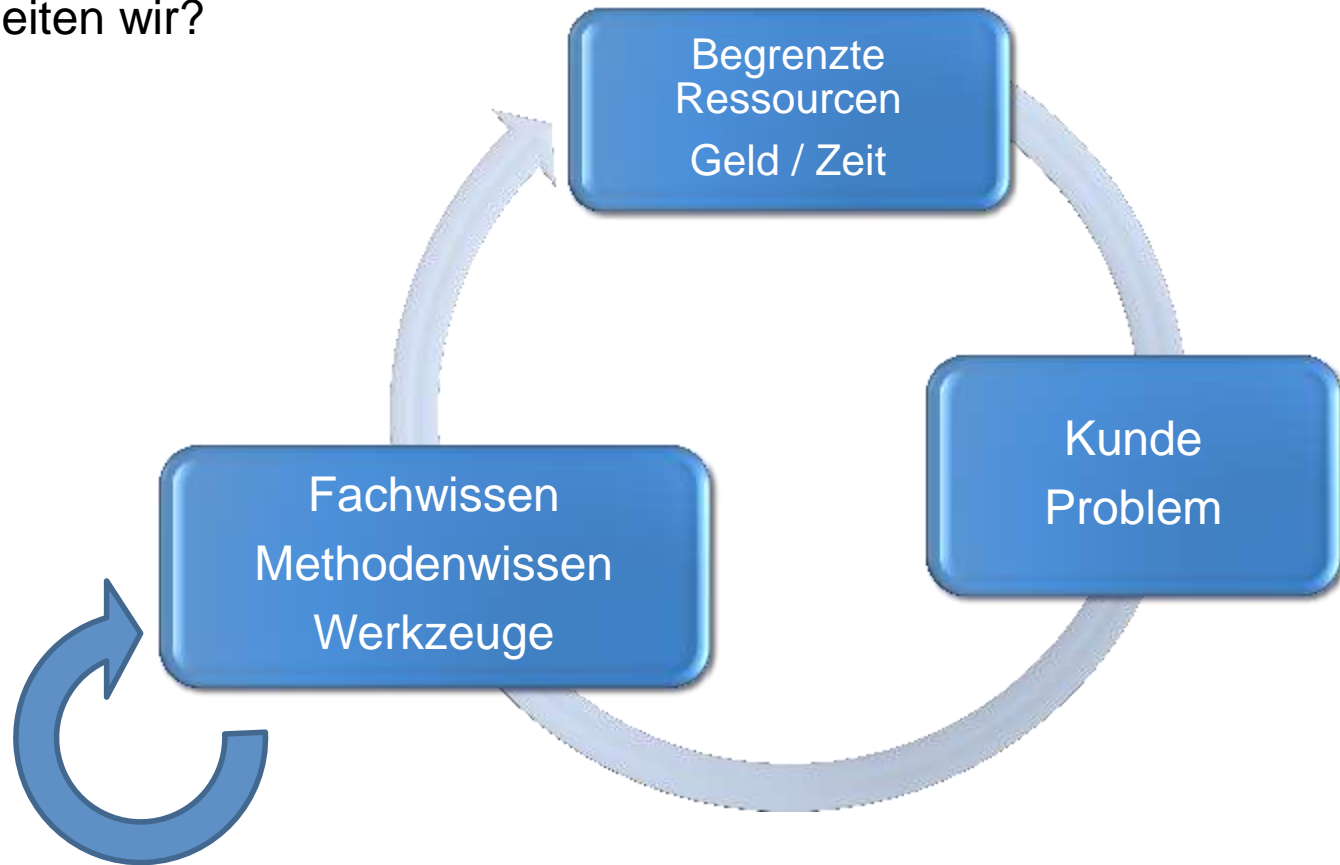 eiten wir?
Begrenzte
Ressourcen
Geld / Zeit
Kunde
Problem
Fachwissen
Methodenwissen
Werkzeuge